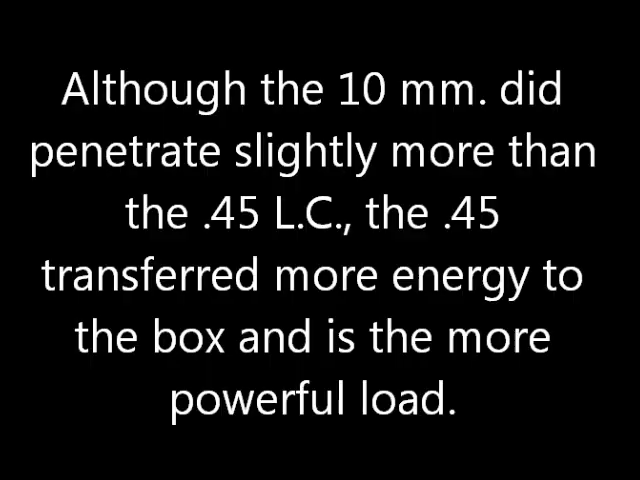 Although the 10 mm. did
penetrate slightly more than
the .45 L.C., the .45
transferred more energy to
the box and is the more
powerful load.